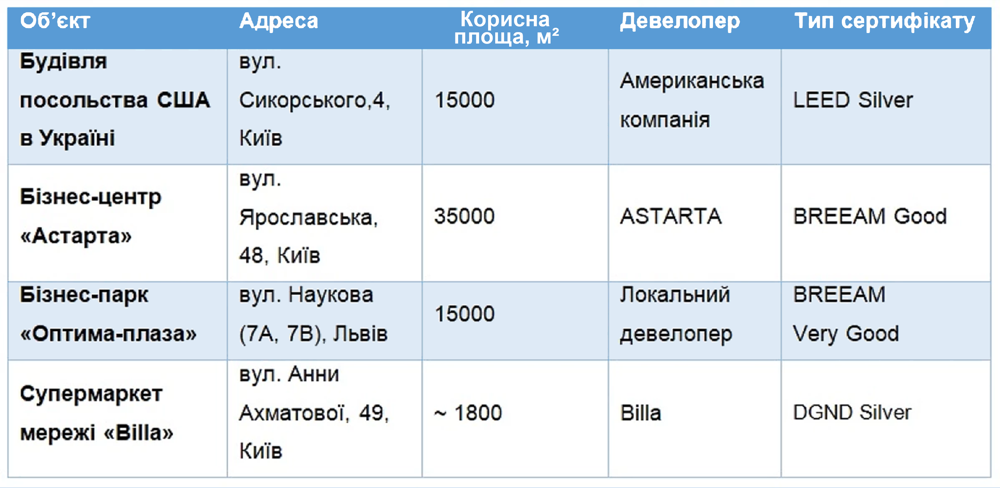 Об’єкт
Адреса
Корисна
площа, м²
Девелопер
Тип сертифікату
Будівля
посольства США
в Україні
вул.
Сикорського,4,
Київ
15000
Американська
компанія
LEED Silver
Бізнес-центр
«Астарта»
вул.
Ярославська,
48, Київ
35000
ASTARTA
BREEAM Good
Бізнес-парк
«Оптима-плаза»
вул. Наукова
(7А, 7В), Львів
15000
Локальний
девелопер
BREEAM
Very Good
Супермаркет
мережі «Billa»
вул. Анни
Ахматової, 49,
Київ
~ 1800
Billa
DGND Silver